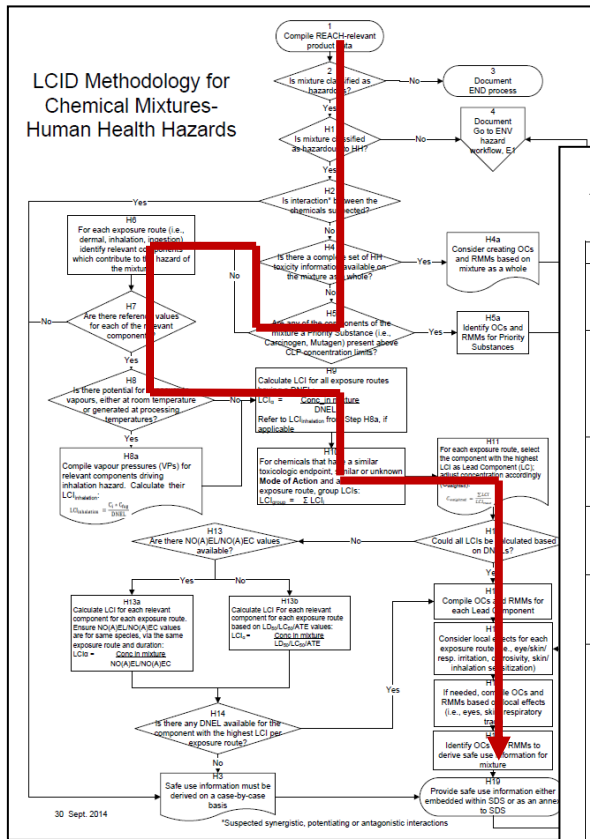 LCID Methodology for
Chemical Mixtures-
Human Health Hazards
1
Compile REACH-relevant
product data
2
Is mixture classified as
hazardous?
No
3
Document
END process
Yes
H1
Is mixture classified
as hazardous to HH?
No
4
Document
Go to ENV
hazard
workflow, E1
Yes
H2
Is interaction* between the
chemicals suspected?
Yes
No
H4
Is there a complete set of HH
toxicity information available on
the mixture as a whole?
Yes
H4a
Consider creating OCs
and RMMs based on
mixture as a whole
No
H5
Are any of the components of the
mixture a Priority Substance (i.e.,
Carcinogen, Mutagen) present above
CLP concentration limits?
Yes
H5a
Identify OCs and
RMMs for Priority
Substances
No
H6
For each exposure route (i.e.,
dermal, inhalation, ingestion)
identify relevant components
which contribute to the hazard of
the mixture
H7
Are there reference values
for each of the relevant
components
No
Yes
H8
Is there potential for
vapours, either at room temperature
or generated at processing
temperatures?
No
Yes
H8a
Compile vapour pressures (VPs) for
relevant components driving
inhalation hazard. Calculate their
LCIinhalation:
H9
Calculate LCI for all exposure routes
DNEL
LCI = Conc in mixture
DNEL
Refer to LCIinhalation from Step H8a, if
applicable
For chemicals that have a similar
toxicologic endpoint, similar or unknown
Mode of Action and
exposure route, group LCIs:
LCIgroup = Σ LCIi
H11
For each exposure route, select
the component with the highest
LCI as Lead Component (LC);
adjust concentration accordingly
Could all LCIs be calculated based
on DNELs?
No
Yes
H13
Are there NO(A)EL/NO(A)EC values
available?
Yes
No
H13a
Calculate LCI for each relevant
component for each exposure route.
Ensure NO(A)EL/NO(A)EC values
are for same species, via the same
exposure route and duration:
Conc in mixture
NO(A)EL/NO(A)EC
H13b
Calculate LCI For each relevant
component for each exposure route
based on LD50/LC50/ATE values:
Conc in mixture
LD50/LC50/ATE
H14
Is there any DNEL available for the
component with the highest LCI per
exposure route?
Yes
No
H3
Safe use information must be
derived on a case-by-case
basis
Compile OCs and RMMs for
each Lead Component
Consider local effects for each
exposure route (i.e., eye/skin/
resp. irritation, corrosivity, skin/
inhalation sensitization)
If needed, compile OCs and
RMMs based on local effects
(i.e., eyes, skin, respiratory
tract)
Identify OCs RMMs to
derive safe use information for
mixture
H19
Provide safe use information either
embedded within SDS or as an annex
to SDS
30 Sept. 2014
*Suspected synergistic, potentiating or antagonistic interactions